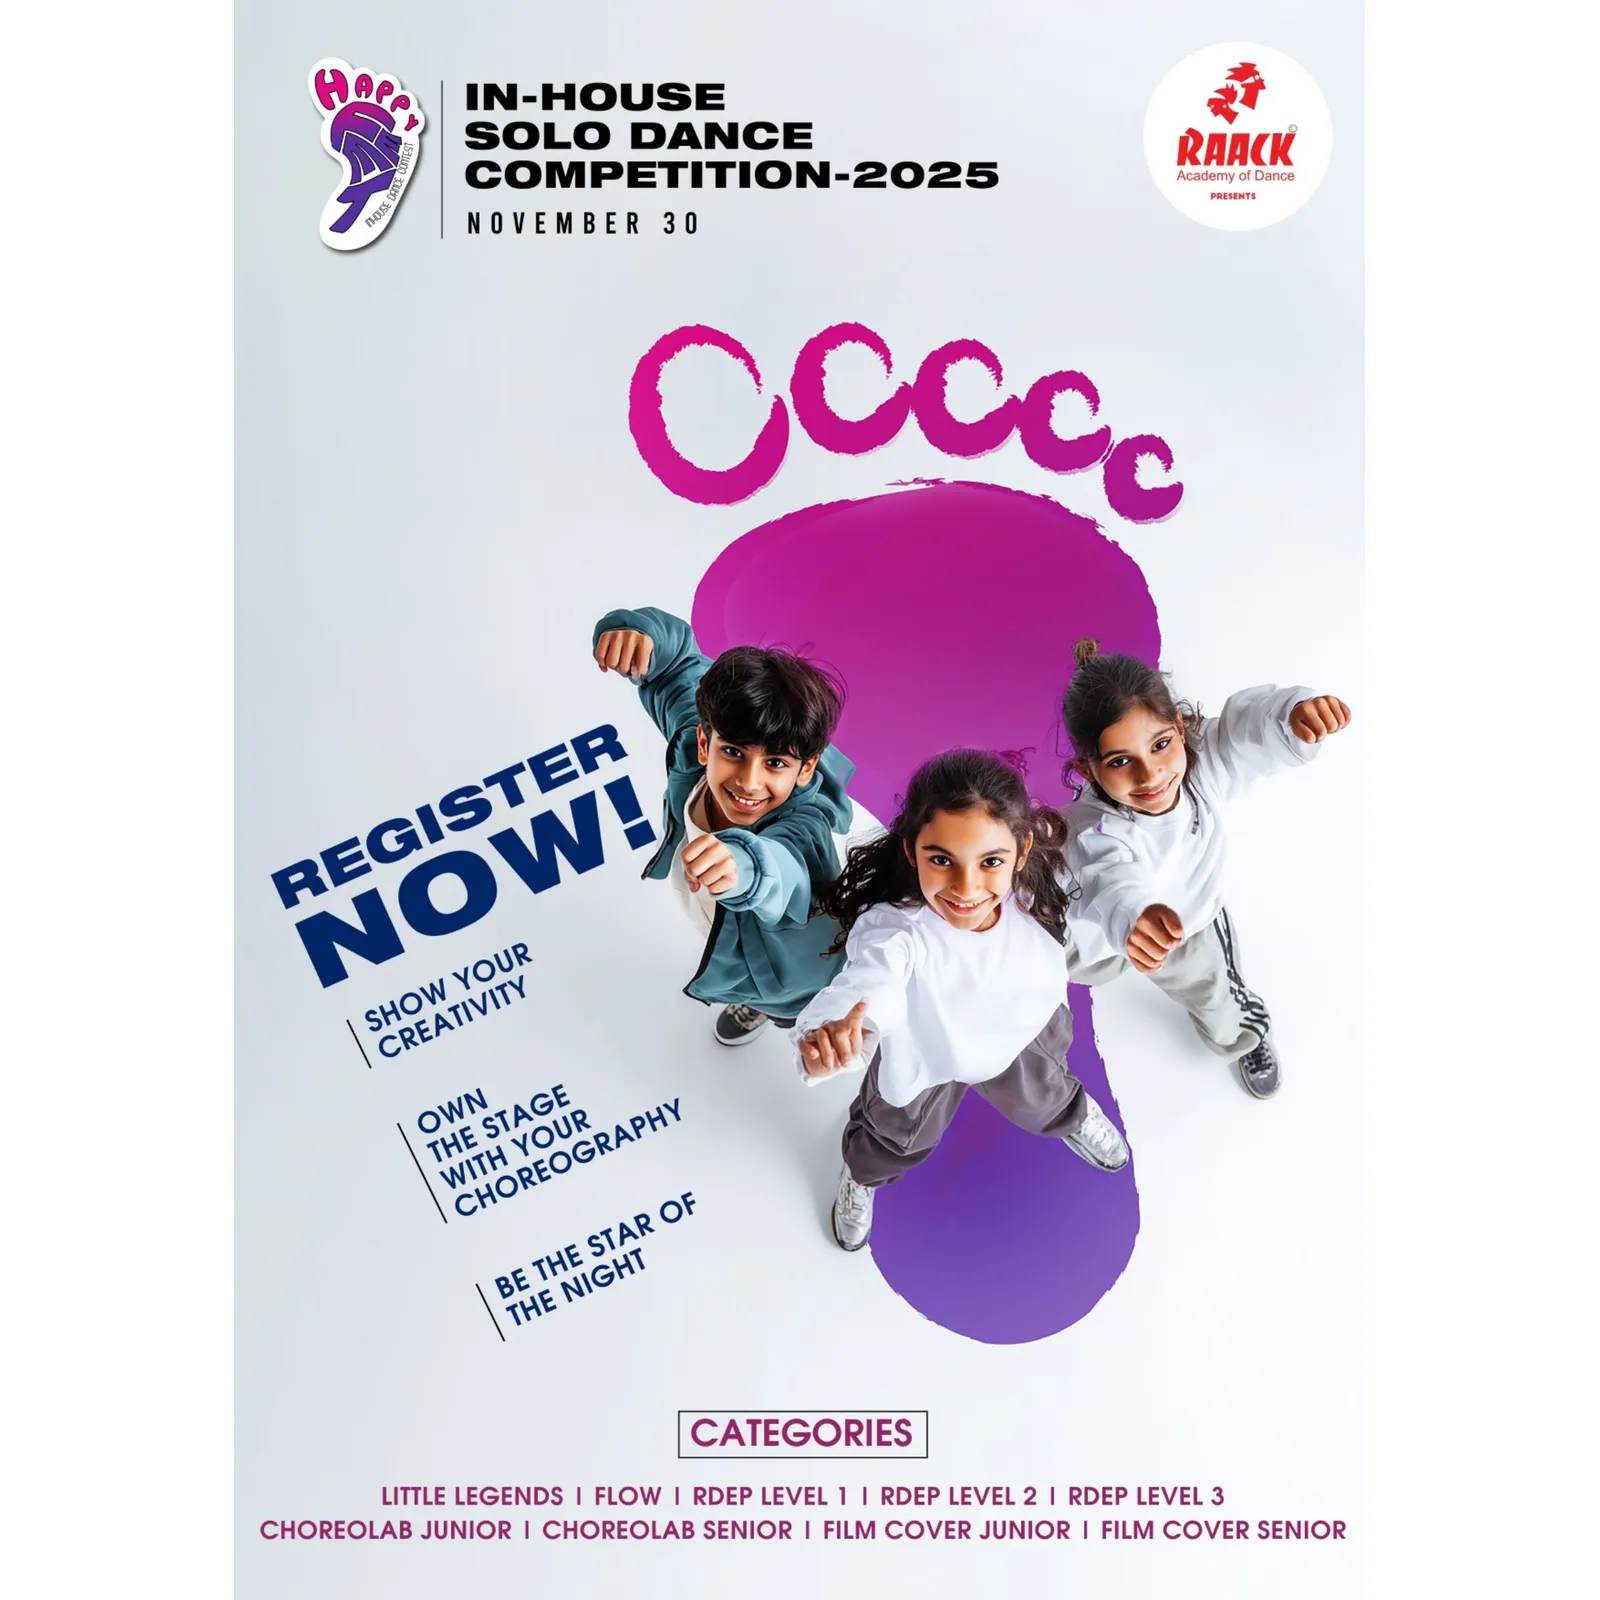 HAPPY
FEET
INHOUSE DANCE CONTEST
IN-HOUSE
SOLO DANCE
COMPETITION-2025
NOVEMBER 30
©
RAACK
Academy of Dance
PRESENTS
REGISTER
NOW!
SHOW YOUR
CREATIVITY
OWN
THE STAGE
WITH YOUR
CHOREOGRAPHY
BE THE STAR OF
THE NIGHT
CATEGORIES
LITTLE LEGENDS | FLOW | RDEP LEVEL 1 | RDEP LEVEL 2 | RDEP LEVEL 3
CHOREOLAB JUNIOR | CHOREOLAB SENIOR | FILM COVER JUNIOR | FILM COVER SENIOR